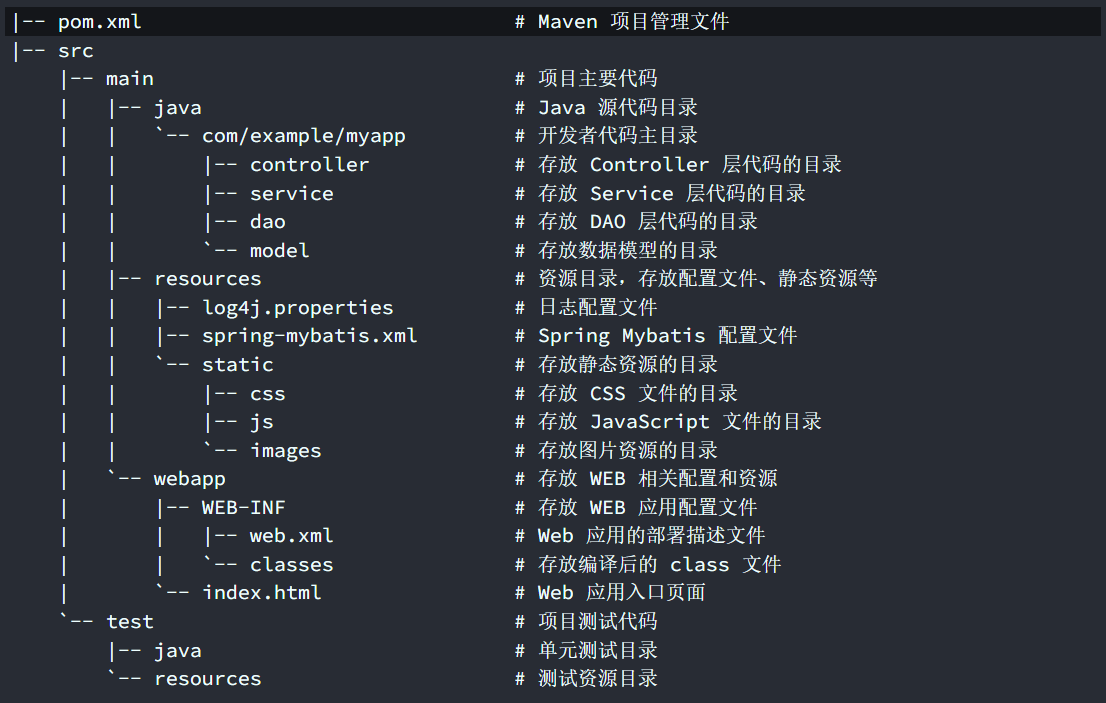 |-- pom.xml                               # Maven 项目管理文件
|-- src
    |-- main                              # 项目主要代码
    |   |-- java                          # Java 源代码目录
    |   |   `-- com/example/myapp         # 开发者代码主目录
    |   |       |-- controller            # 存放 Controller 层代码的目录
    |   |       |-- service               # 存放 Service 层代码的目录
    |   |       |-- dao                   # 存放 DAO 层代码的目录
    |   |       `-- model                 # 存放数据模型的目录
    |   |-- resources                     # 资源目录，存放配置文件、静态资源等
    |   |   |-- log4j.properties          # 日志配置文件
    |   |   |-- spring-mybatis.xml        # Spring Mybatis 配置文件
    |   |   `-- static                    # 存放静态资源的目录
    |   |       |-- css                   # 存放 CSS 文件的目录
    |   |       |-- js                    # 存放 JavaScript 文件的目录
    |   |       `-- images                # 存放图片资源的目录
    |   `-- webapp                        # 存放 WEB 相关配置和资源
    |       |-- WEB-INF                   # 存放 WEB 应用配置文件
    |       |   |-- web.xml               # Web 应用的部署描述文件
    |       |   `-- classes               # 存放编译后的 class 文件
    |       `-- index.html                # Web 应用入口页面
    `-- test                              # 项目测试代码
        |-- java                          # 单元测试目录
        `-- resources                     # 测试资源目录